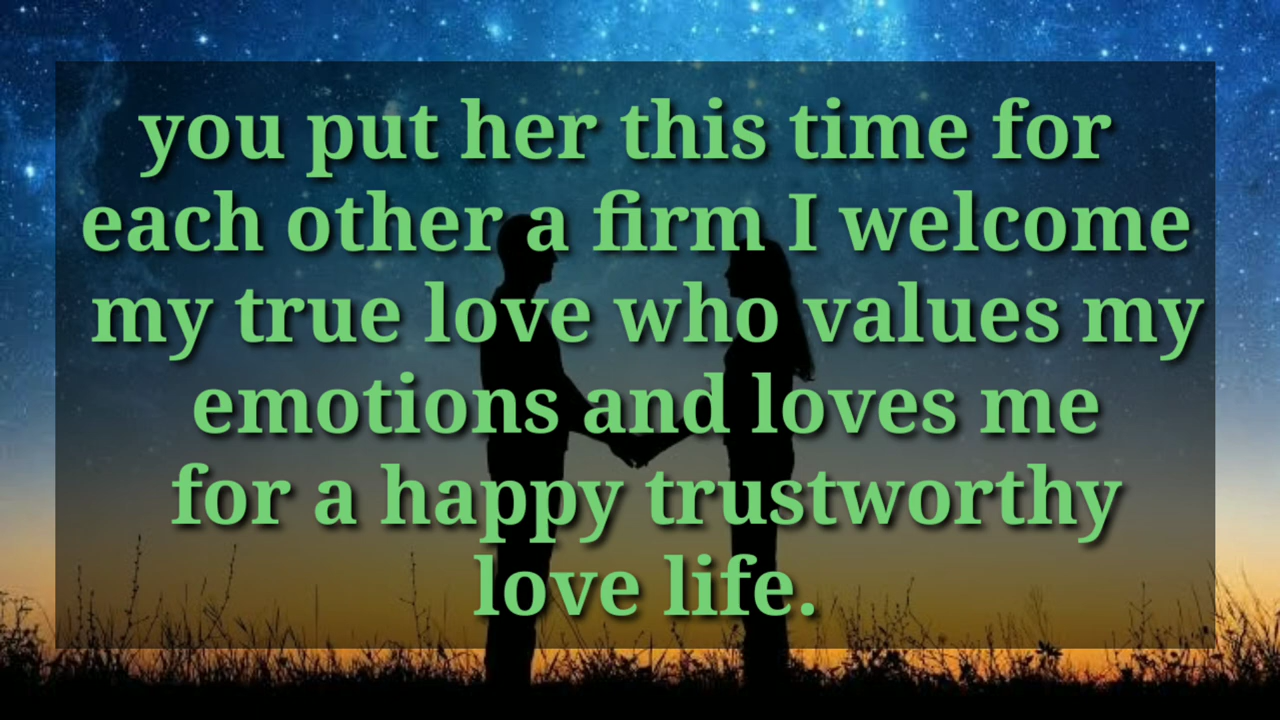 you put her this time for
each other a firm I welcome
my true love who values my
emotions and loves me
for a happy trustworthy
love life.